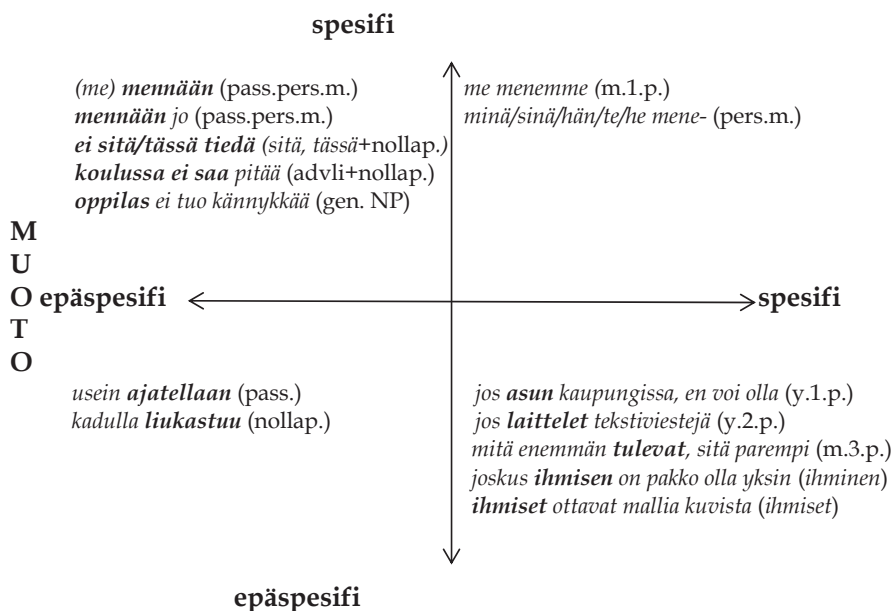 spesifi
(me) mennään (pass.pers.m.)
mennään jo (pass.pers.m.)
ei sitä/tässä tiedä (sitä, tässä+nollap.)
koulussa ei saa pitää (advli+nollap.)
oppilas ei tuo kännykkää (gen. NP)
me menemme (m.1.p.)
minä/sinä/hän/te/he mene- (pers.m.)
M
U
O
T
O
epäspesifi
spesifi
usein ajatellaan (pass.)
kadulla liukastuu (nollap.)
jos asun kaupungissa, en voi olla (y.1.p.)
jos laittelet tekstiviestejä (y.2.p.)
mitä enemmän tulevat, sitä parempi (m.3.p.)
joskus ihmisen on pakko olla yksin (ihminen)
ihmiset ottavat mallia kuvista (ihmiset)
epäspesifi